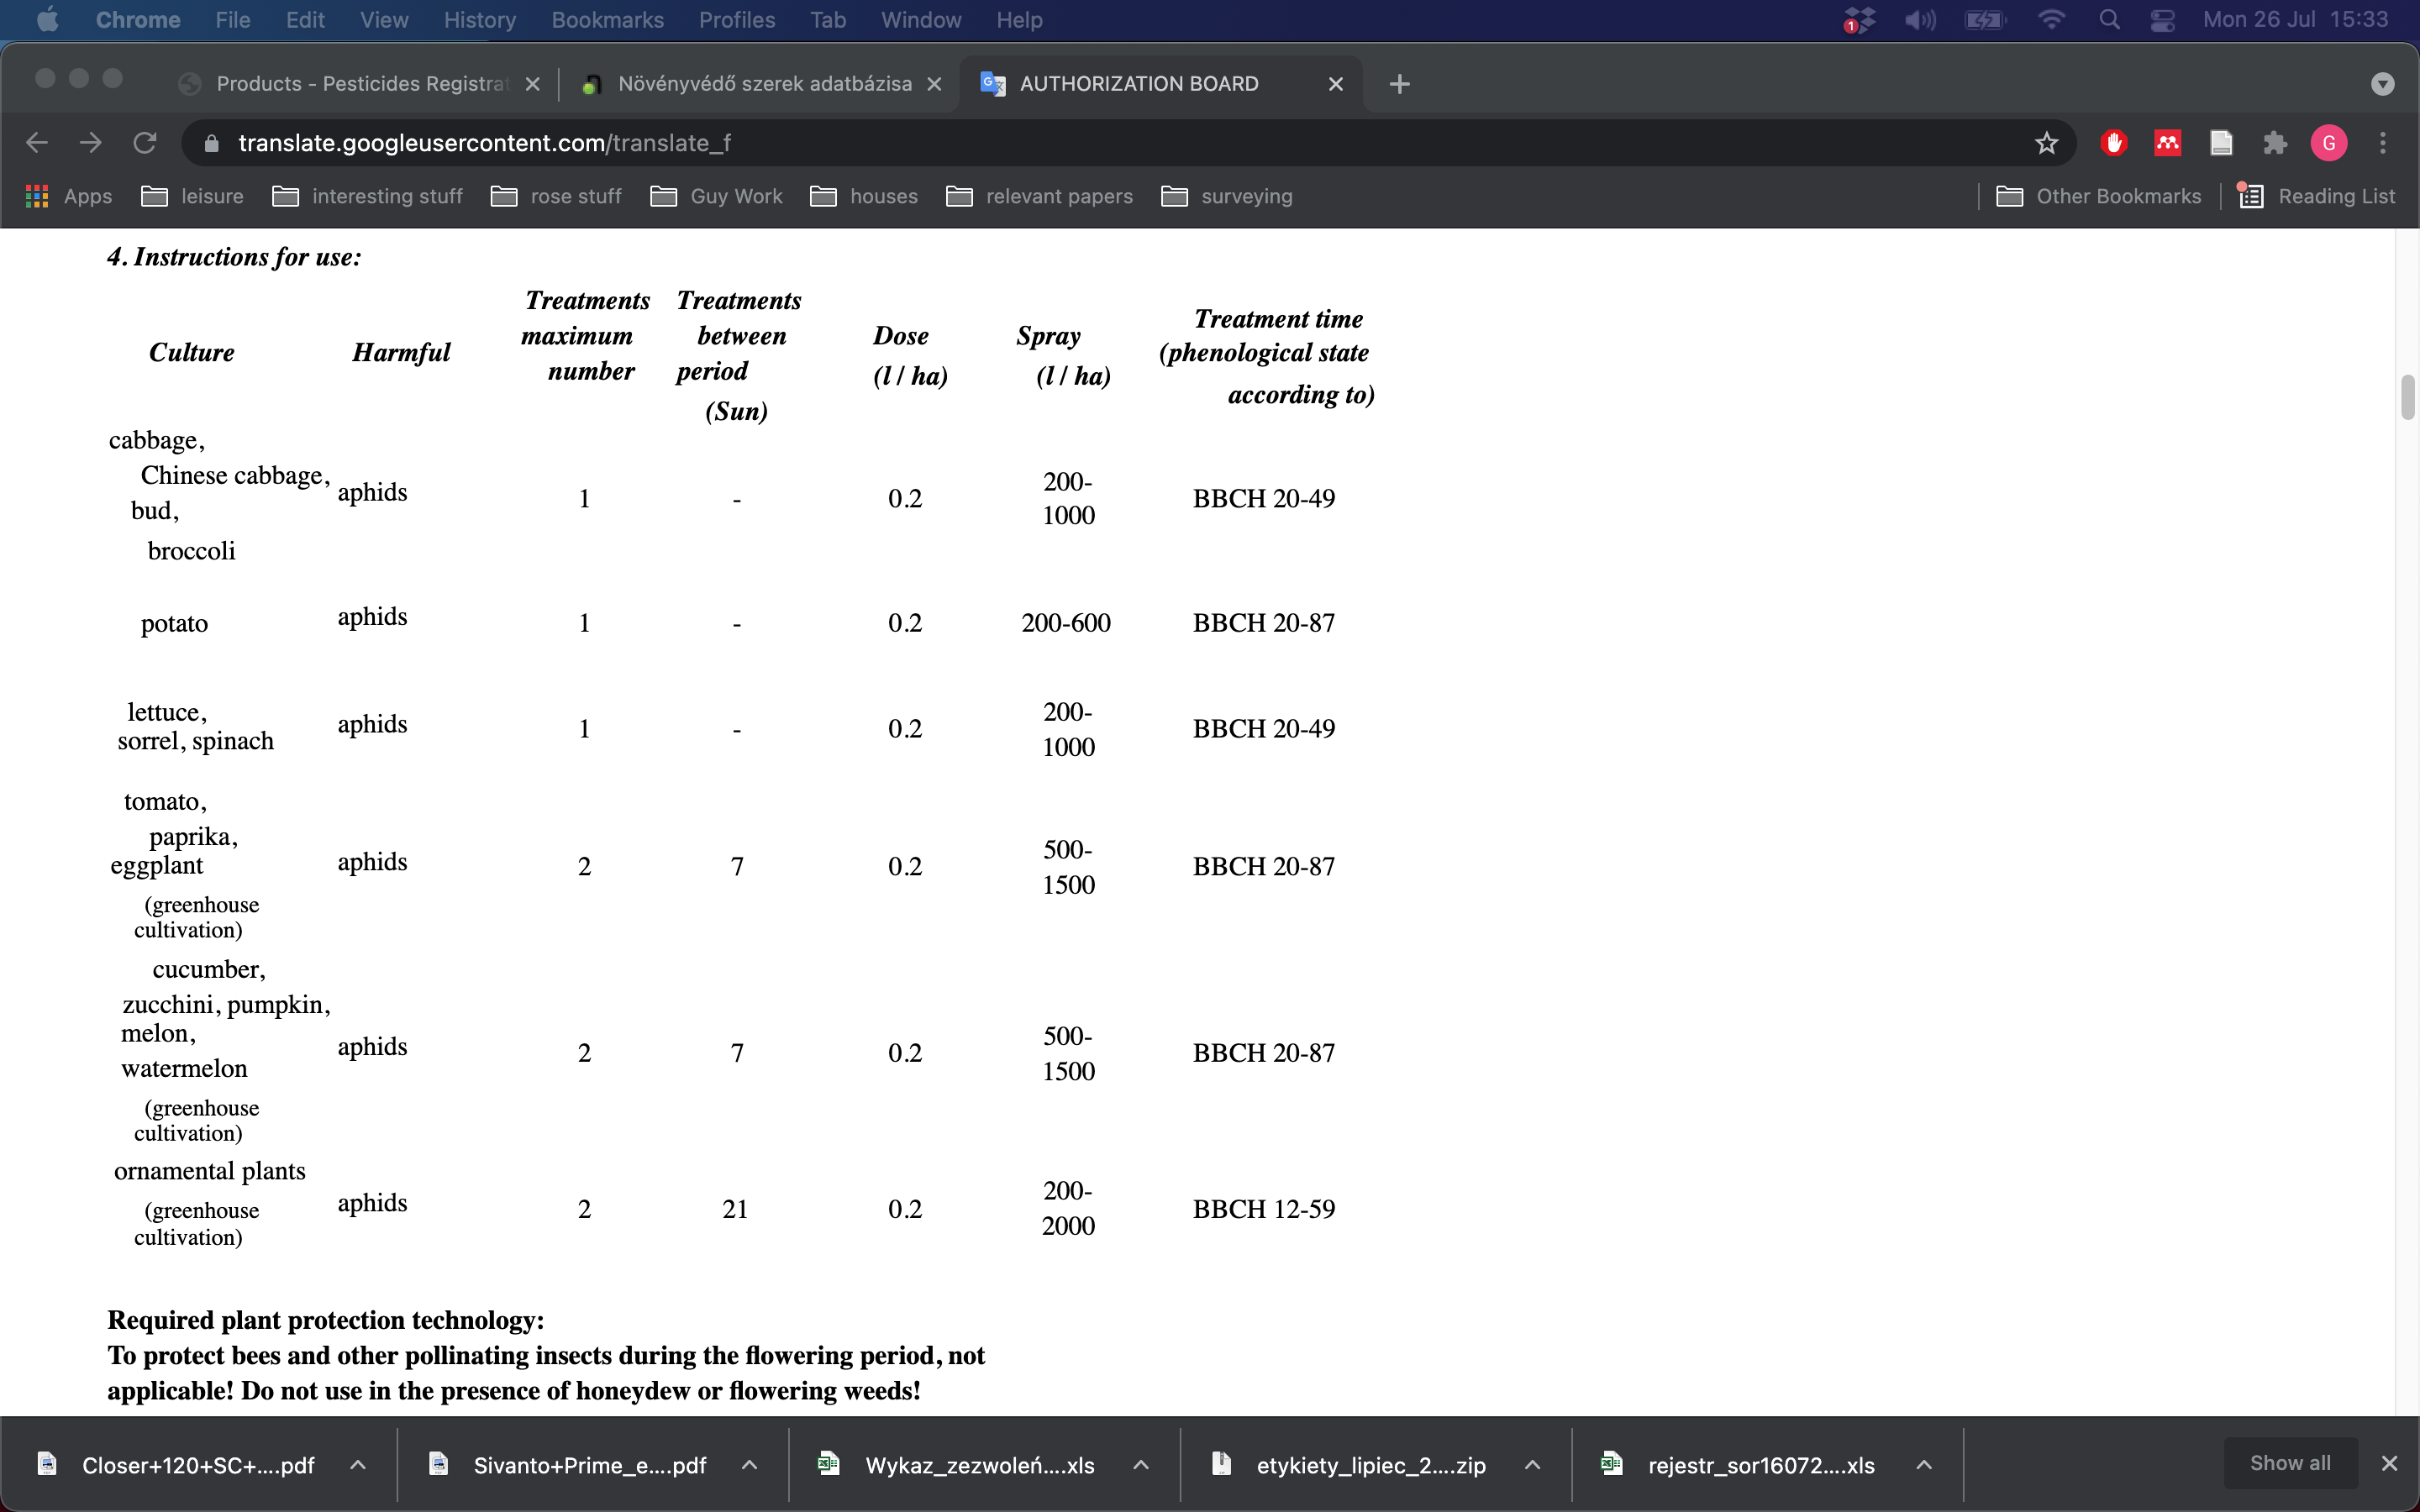 Chrome File Edit View History Bookmarks Profiles Tab Window Help 1 Mon 26 Jul 15:33
Products - Pesticides Registrat Növényvédő szerek adatbázisa AUTHORIZATION BOARD
translate.googleusercontent.com/translate_f G
Apps leisure interesting stuff rose stuff Guy Work houses relevant papers surveying Other Bookmarks Reading List
4. Instructions for use:
Culture Harmful Treatments maximum number Treatments between period (Sun) Dose (l / ha) Spray (l / ha) Treatment time (phenological state according to)
cabbage,
Chinese cabbage,
bud,
broccoli
aphids 1 - 0.2 200-
1000
BBCH 20-49
potato aphids 1 - 0.2 200-600 BBCH 20-87
lettuce,
sorrel, spinach
aphids 1 - 0.2 200-
1000
BBCH 20-49
tomato,
paprika,
eggplant
(greenhouse
cultivation)
aphids 2 7 0.2 500-
1500
BBCH 20-87
cucumber,
zucchini, pumpkin,
melon,
watermelon
(greenhouse
cultivation)
aphids 2 7 0.2 500-
1500
BBCH 20-87
ornamental plants
(greenhouse
cultivation)
aphids 2 21 0.2 200-
2000
BBCH 12-59
Required plant protection technology:
To protect bees and other pollinating insects during the flowering period, not
applicable! Do not use in the presence of honeydew or flowering weeds!
Closer+120+SC+....pdf Sivanto+Prime_e....pdf Wykaz_zezwoleń....xls etykiety_lipiec_2....zip rejestr_sor16072....xls Show all